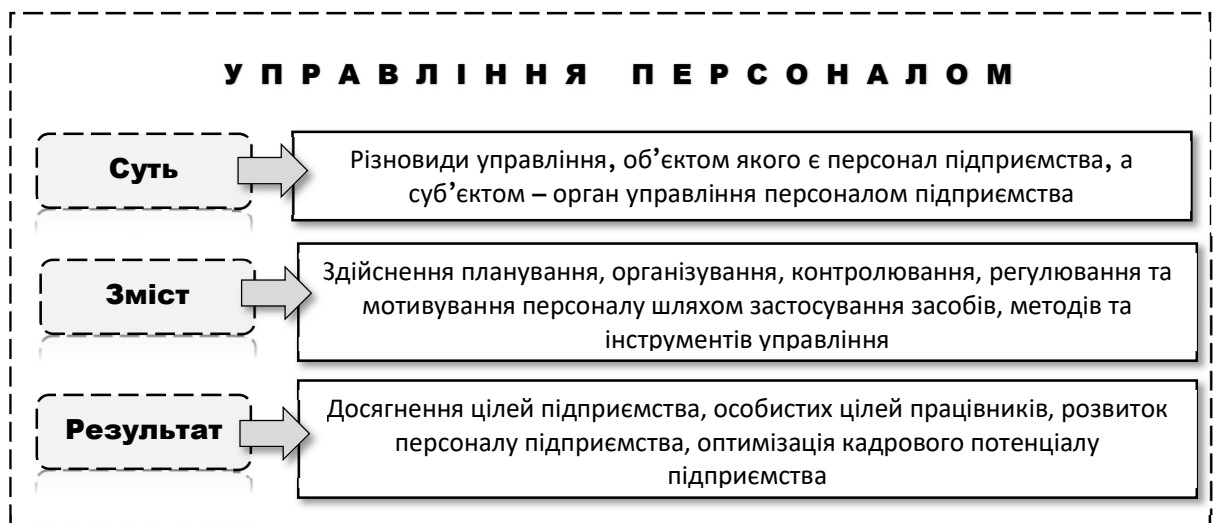 УПРАВЛІННЯ ПЕРСОНАЛОМ
Суть
Різновиди управління, об’єктом якого є персонал підприємства, а
суб’єктом – орган управління персоналом підприємства
Зміст
Здійснення планування, організування, контролювання, регулювання та
мотивування персоналу шляхом застосування засобів, методів та
інструментів управління
Результат
Досягнення цілей підприємства, особистих цілей працівників, розвиток
персоналу підприємства, оптимізація кадрового потенціалу
підприємства